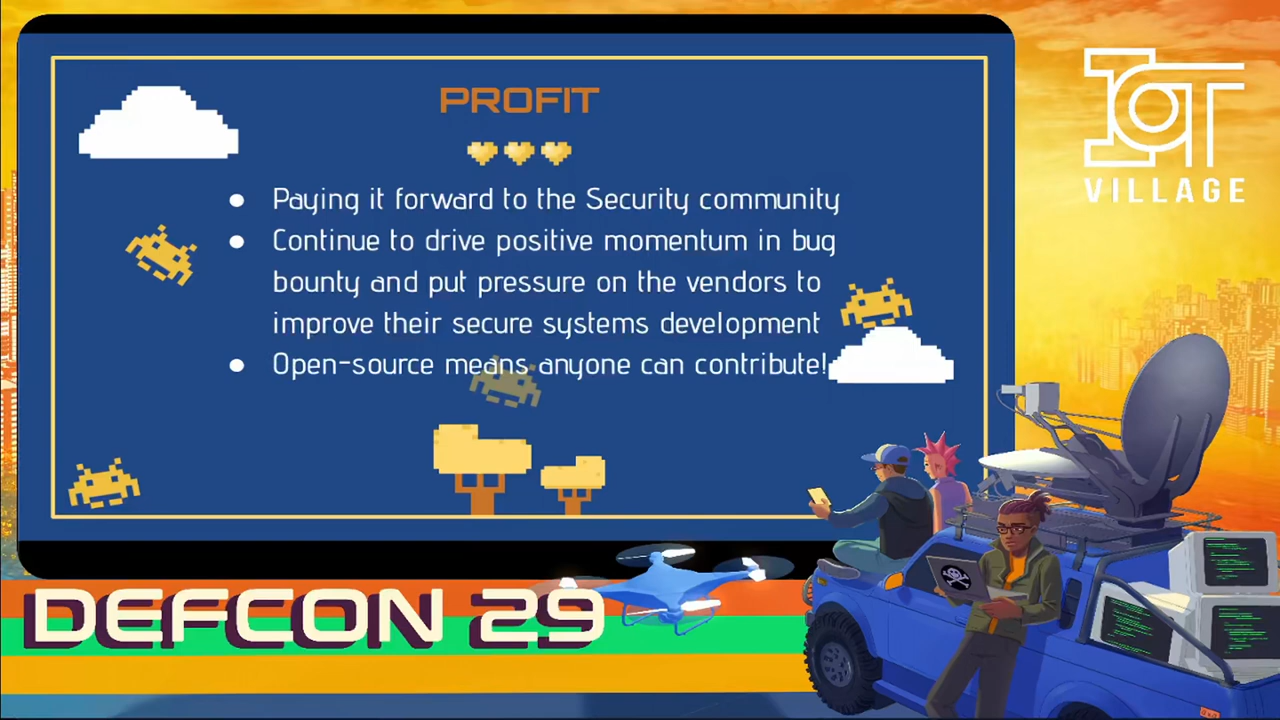 PROFIT
● Paying it forward to the Security community
● Continue to drive positive momentum in bug
bounty and put pressure on the vendors to
improve their secure systems development
● Open-source means anyone can contribute!
IOT
VILLAGE
DEFCON 29